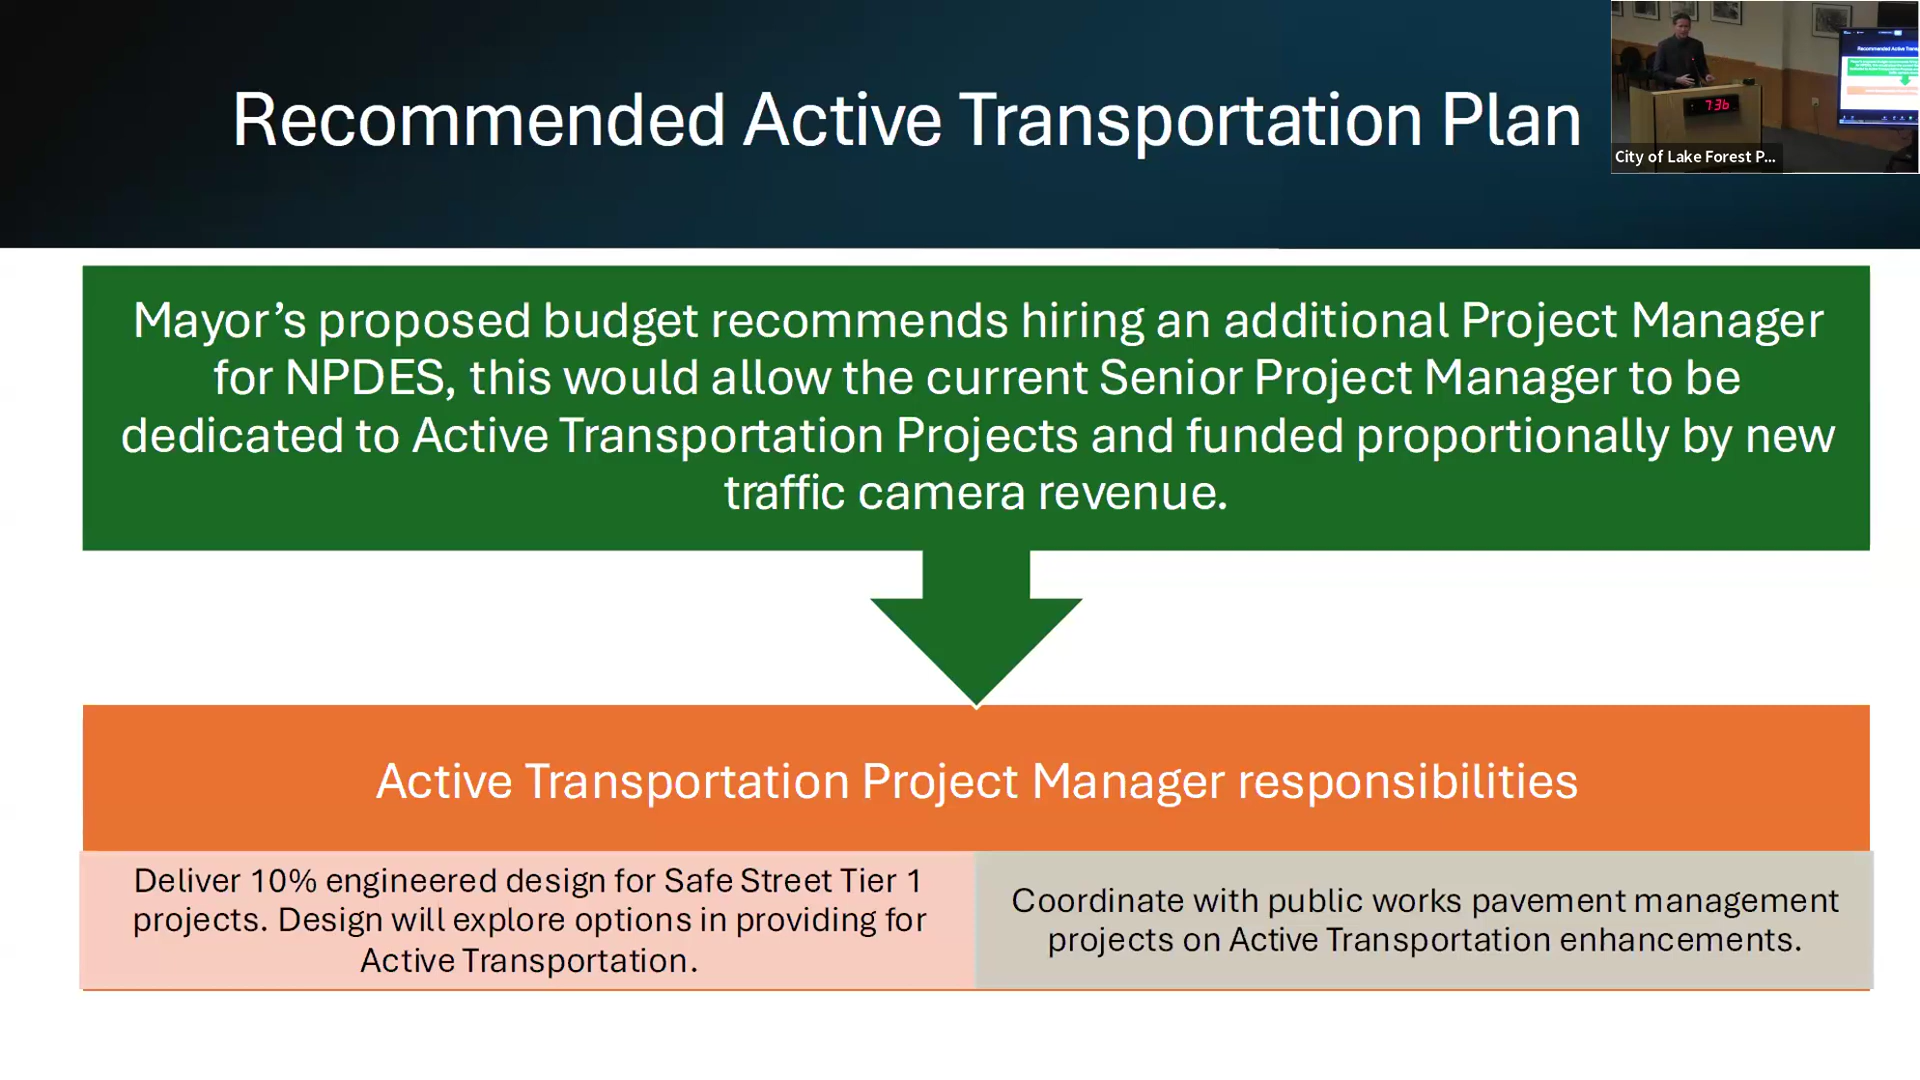 Recommended Active Transportation Plan
7:36
City of Lake Forest P...
Mayor’s proposed budget recommends hiring an additional Project Manager
for NPDES, this would allow the current Senior Project Manager to be
dedicated to Active Transportation Projects and funded proportionally by new
traffic camera revenue.
Active Transportation Project Manager responsibilities
Deliver 10% engineered design for Safe Street Tier 1
projects. Design will explore options in providing for
Active Transportation.
Coordinate with public works pavement management
projects on Active Transportation enhancements.